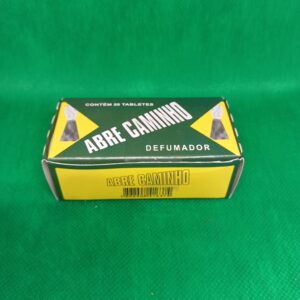 CONTÉM 20 TABLETES
ABRE CAMINHO
DEFUMADOR
ABRE CAMINHO